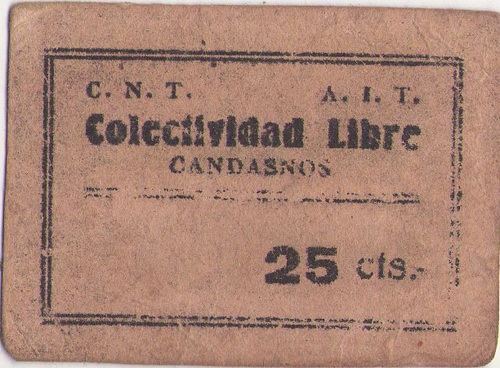 C. N. T. A. I. T.
Colectividad Libre
CANDASNOS
25 cts.-